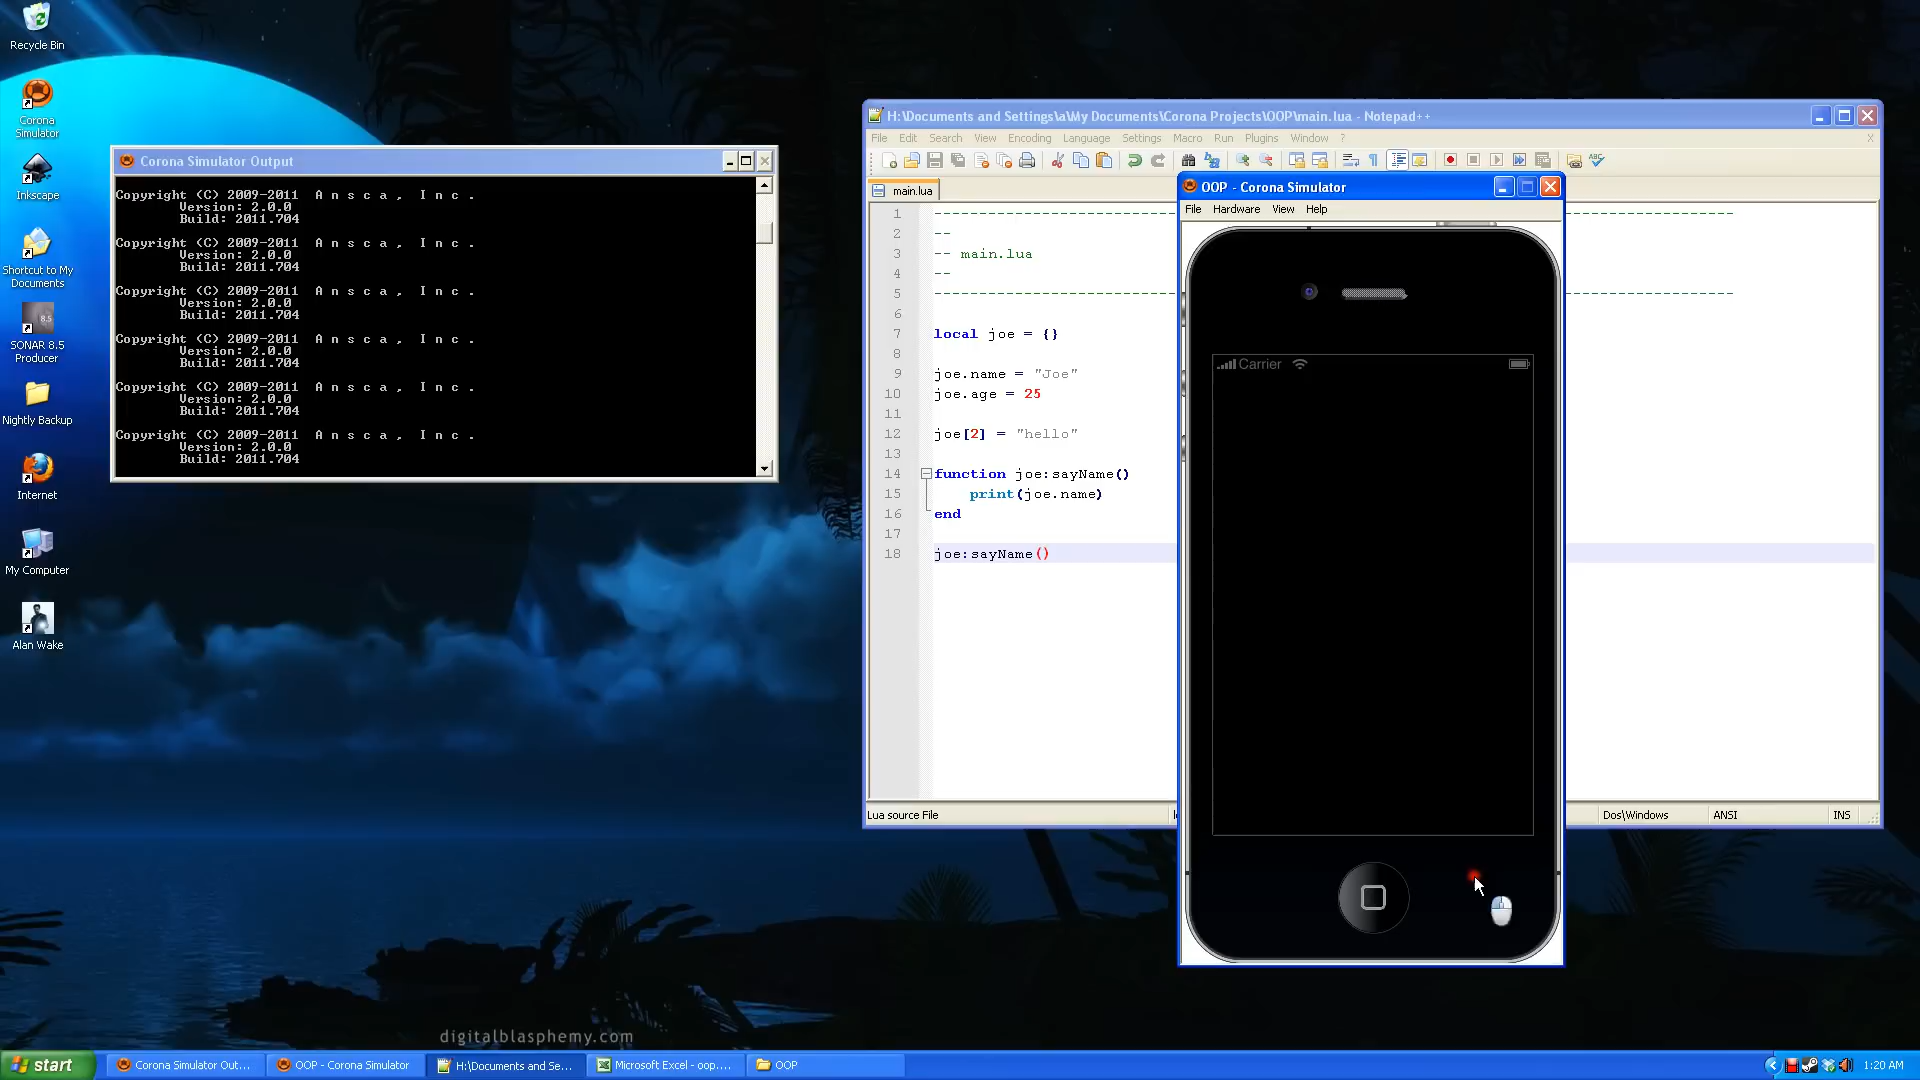 Recycle Bin
Corona
Simulator
Inkscape
Shortcut to My
Documents
8.5
SONAR 8.5
Producer
Nightly Backup
Internet
My Computer
Alan Wake
Corona Simulator Output
Copyright (C) 2009-2011  A n s c a ,  I n c .
Version: 2.0.0
Build: 2011.704
Copyright (C) 2009-2011  A n s c a ,  I n c .
Version: 2.0.0
Build: 2011.704
Copyright (C) 2009-2011  A n s c a ,  I n c .
Version: 2.0.0
Build: 2011.704
Copyright (C) 2009-2011  A n s c a ,  I n c .
Version: 2.0.0
Build: 2011.704
Copyright (C) 2009-2011  A n s c a ,  I n c .
Version: 2.0.0
Build: 2011.704
Copyright (C) 2009-2011  A n s c a ,  I n c .
Version: 2.0.0
Build: 2011.704
H:\Documents and Settings\a\My Documents\Corona Projects\OOP\main.lua - Notepad++
File Edit Search View Encoding Language Settings Macro Run Plugins Window ? X
main.lua
1 ------------------------------
2 --
3 -- main.lua
4 --
5 ------------------------------
6
7 local joe = {}
8
9 joe.name = "Joe"
10 joe.age = 25
11
12 joe[2] = "hello"
13
14 function joe:sayName()
15 print(joe.name)
16 end
17
18 joe:sayName()
Lua source File
Dos\Windows ANSI INS
OOP - Corona Simulator
File Hardware View Help
Carrier
digitalblasphemy.com
start
Corona Simulator Out...
OOP - Corona Simulator
H:\Documents and Se...
Microsoft Excel - oop....
OOP
1:20 AM